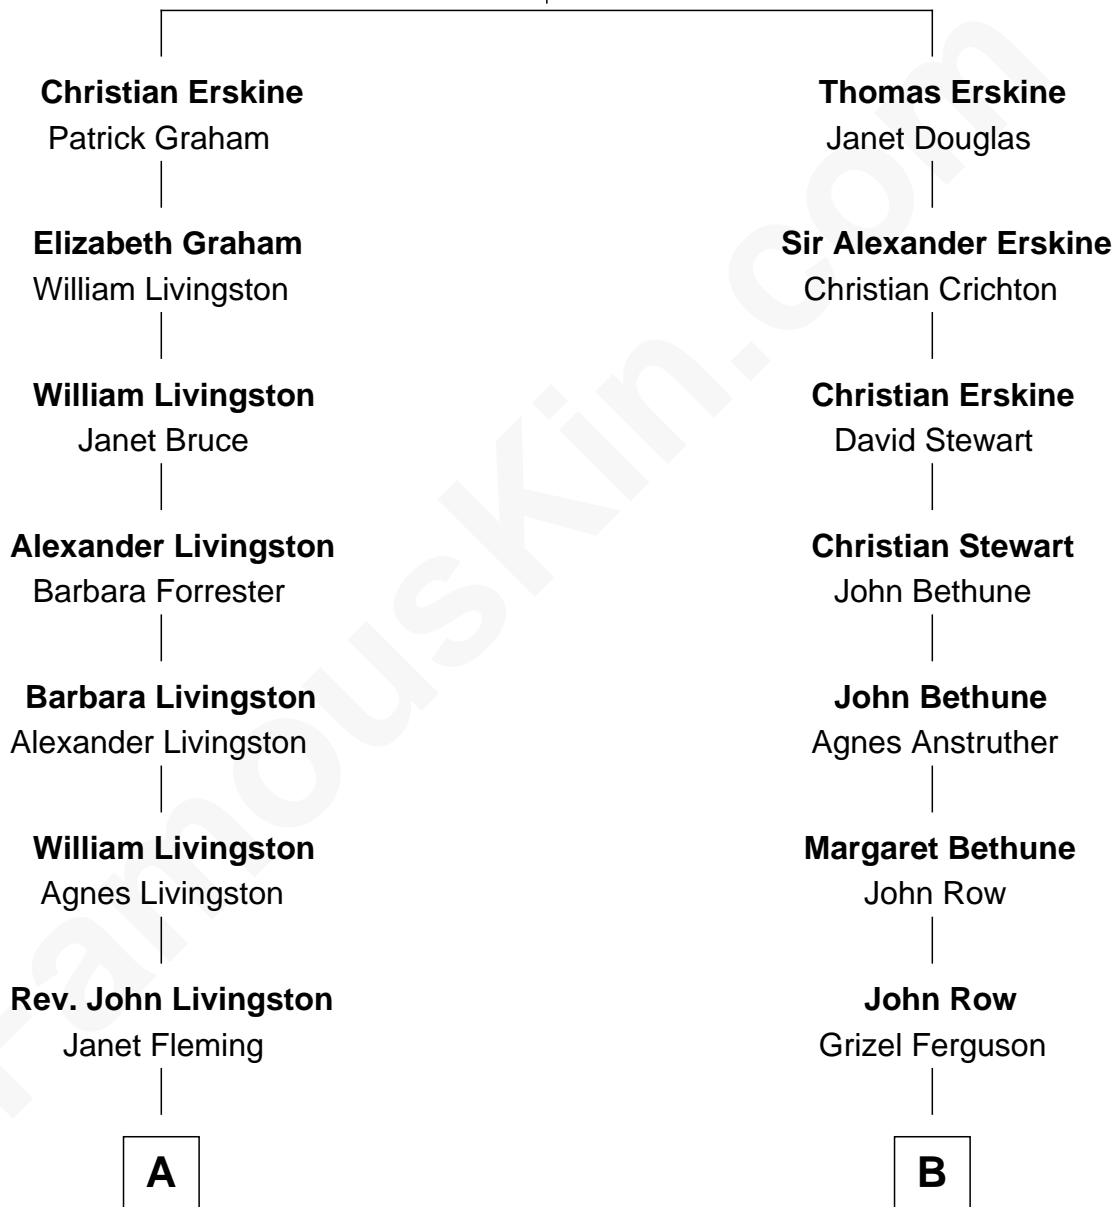 Christian Erskine
Patrick Graham
Elizabeth Graham
William Livingston
William Livingston
Janet Bruce
Alexander Livingston
Barbara Forrester
Barbara Livingston
Alexander Livingston
William Livingston
Agnes Livingston
Rev. John Livingston
Janet Fleming
A
Thomas Erskine
Janet Douglas
Sir Alexander Erskine
Christian Crichton
Christian Erskine
David Stewart
Christian Stewart
John Bethune
John Bethune
Agnes Anstruther
Margaret Bethune
John Row
John Row
Grizel Ferguson
B
FamousKin.com